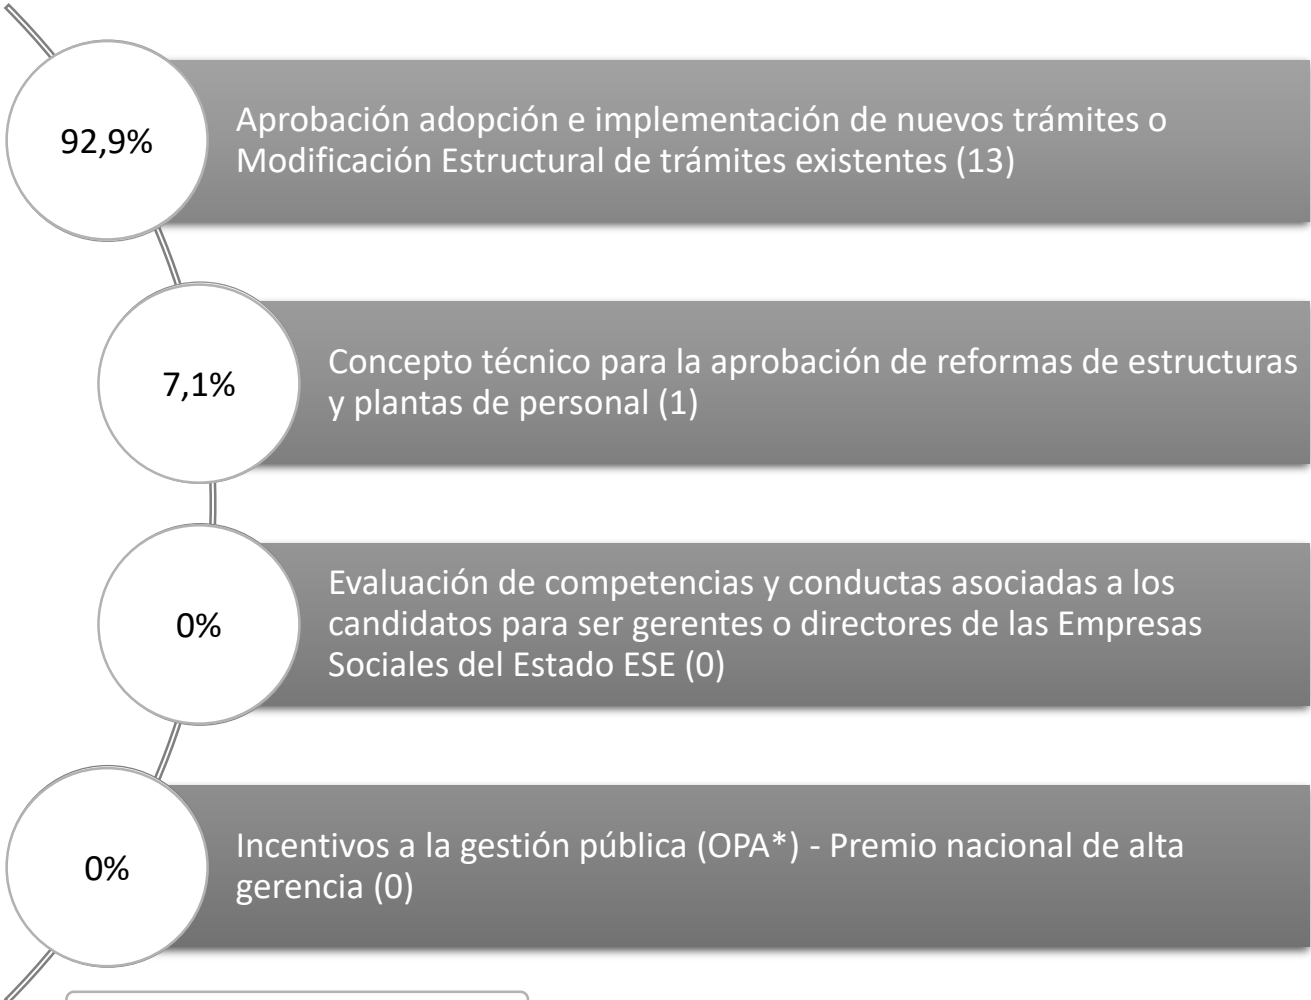 92,9%
Aprobación adopción e implementación de nuevos trámites o
Modificación Estructural de trámites existentes (13)
7,1%
Concepto técnico para la aprobación de reformas de estructuras
y plantas de personal (1)
0%
Evaluación de competencias y conductas asociadas a los
candidatos para ser gerentes o directores de las Empresas
Sociales del Estado ESE (0)
0%
Incentivos a la gestión pública (OPA*) - Premio nacional de alta
gerencia (0)